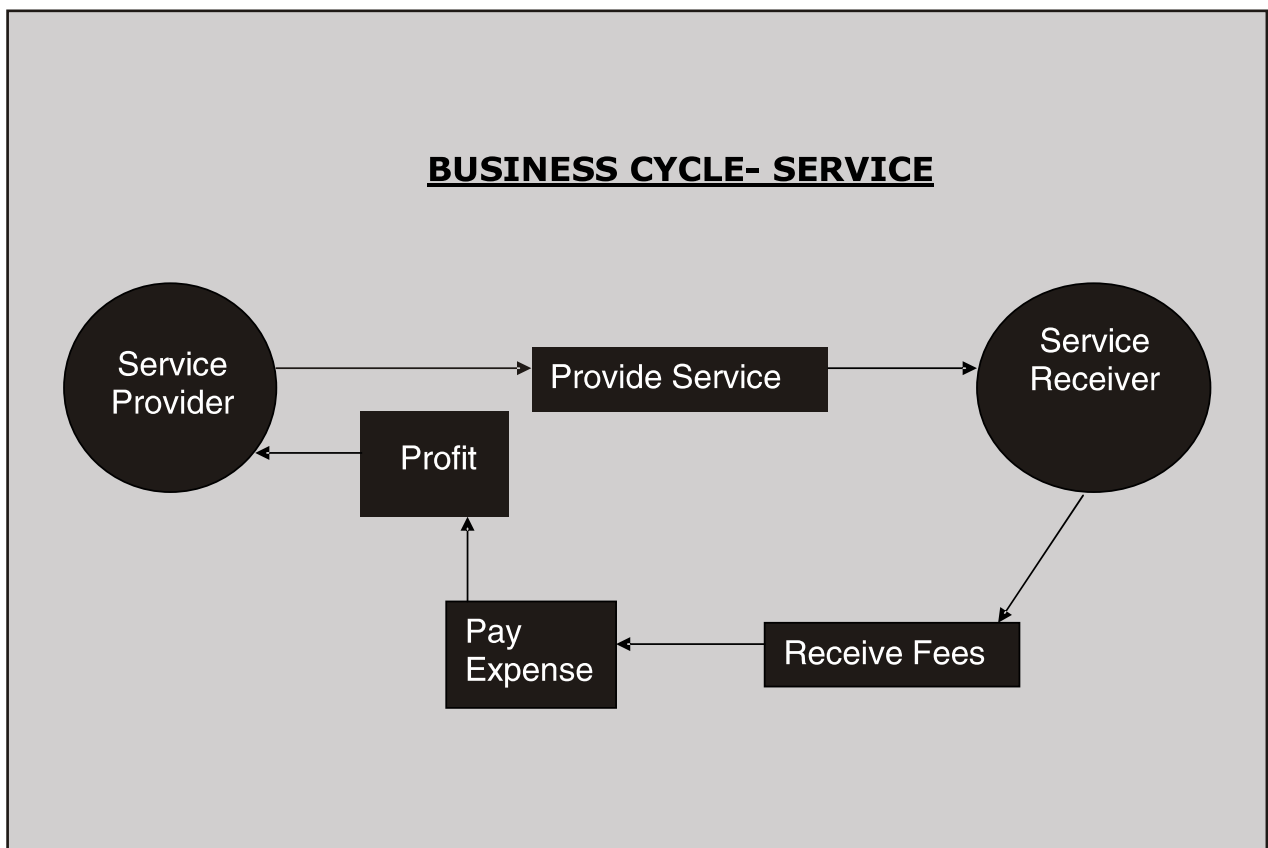 BUSINESS CYCLE- SERVICE
Service
Provider
Provide Service
Service
Receiver
Profit
Pay
Expense
Receive Fees